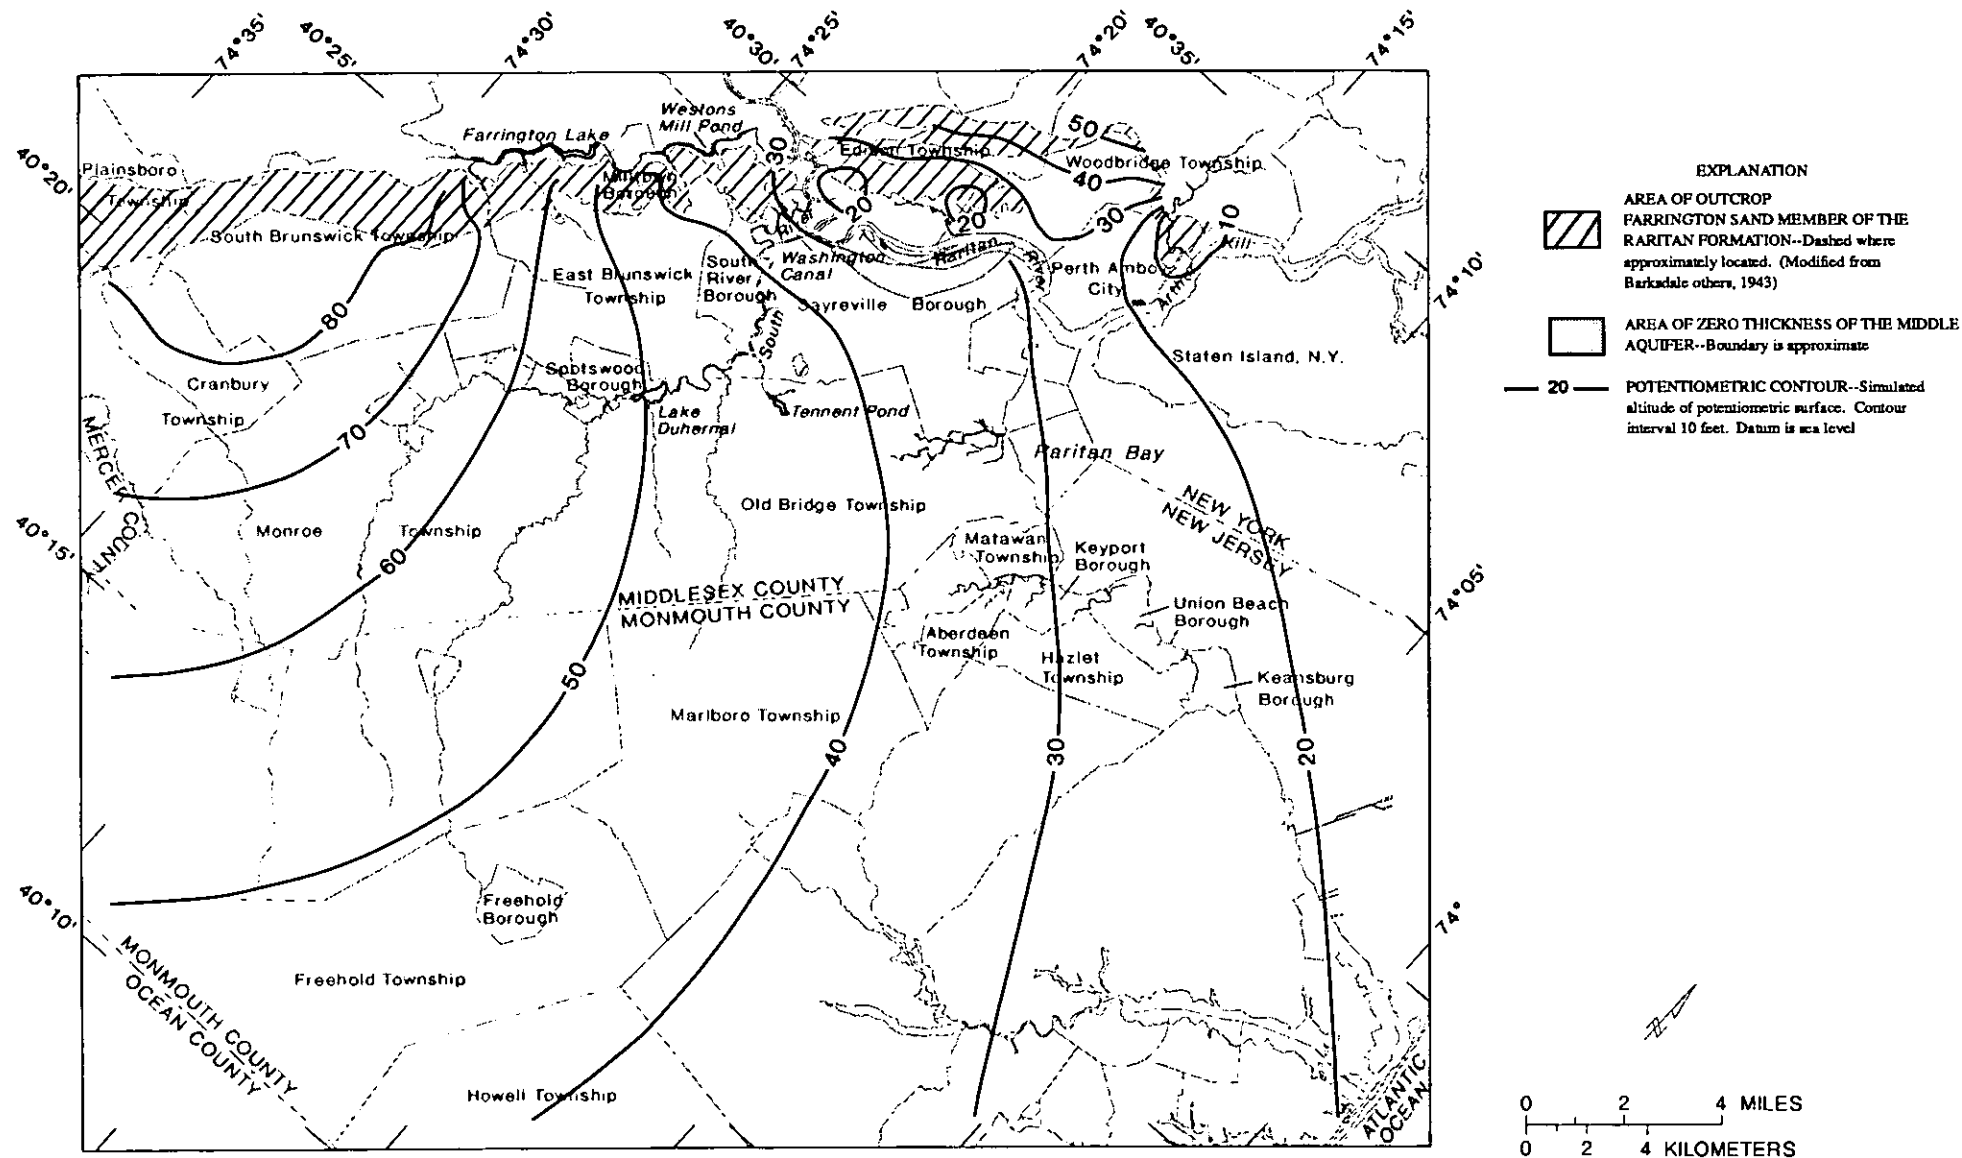 74°35'
40°25'
74°30'
40°30'
74°25'
74°20'
40°35'
74°15'
40°20'
40°15'
40°10'
74°10'
74°05'
74°
Plainsboro
Township
Farrington Lake
Westons
Mill Pond
Milltown
Borough
Edison Township
Woodbridge Township
South Brunswick Township
East Brunswick
Township
South
River
Borough
Washington
Canal
Sayreville Borough
Raritan
River
Perth Amboy
City
Arthur
Kill
Staten Island, N.Y.
South
Cranbury
Township
Spotswood
Borough
Lake
Duhernal
Tennent Pond
Raritan Bay
MERCER COUNTY
Monroe Township
Old Bridge Township
NEW YORK
NEW JERSEY
Matawan
Township
Keyport
Borough
MIDDLESEX COUNTY
MONMOUTH COUNTY
Union Beach
Borough
Aberdeen
Township
Hazlet
Township
Keansburg
Borough
Marlboro Township
Freehold
Borough
Freehold Township
MONMOUTH COUNTY
OCEAN COUNTY
Howell Township
ATLANTIC
OCEAN
80
70
60
50
40
30
20
30
20
20
50
40
30
10
EXPLANATION
AREA OF OUTCROP
FARRINGTON SAND MEMBER OF THE
RARITAN FORMATION--Dashed where
approximately located. (Modified from
Barksdale others, 1943)
AREA OF ZERO THICKNESS OF THE MIDDLE
AQUIFER--Boundary is approximate
20
POTENTIOMETRIC CONTOUR--Simulated
altitude of potentiometric surface. Contour
interval 10 feet. Datum is sea level
0 2 4 MILES
0 2 4 KILOMETERS